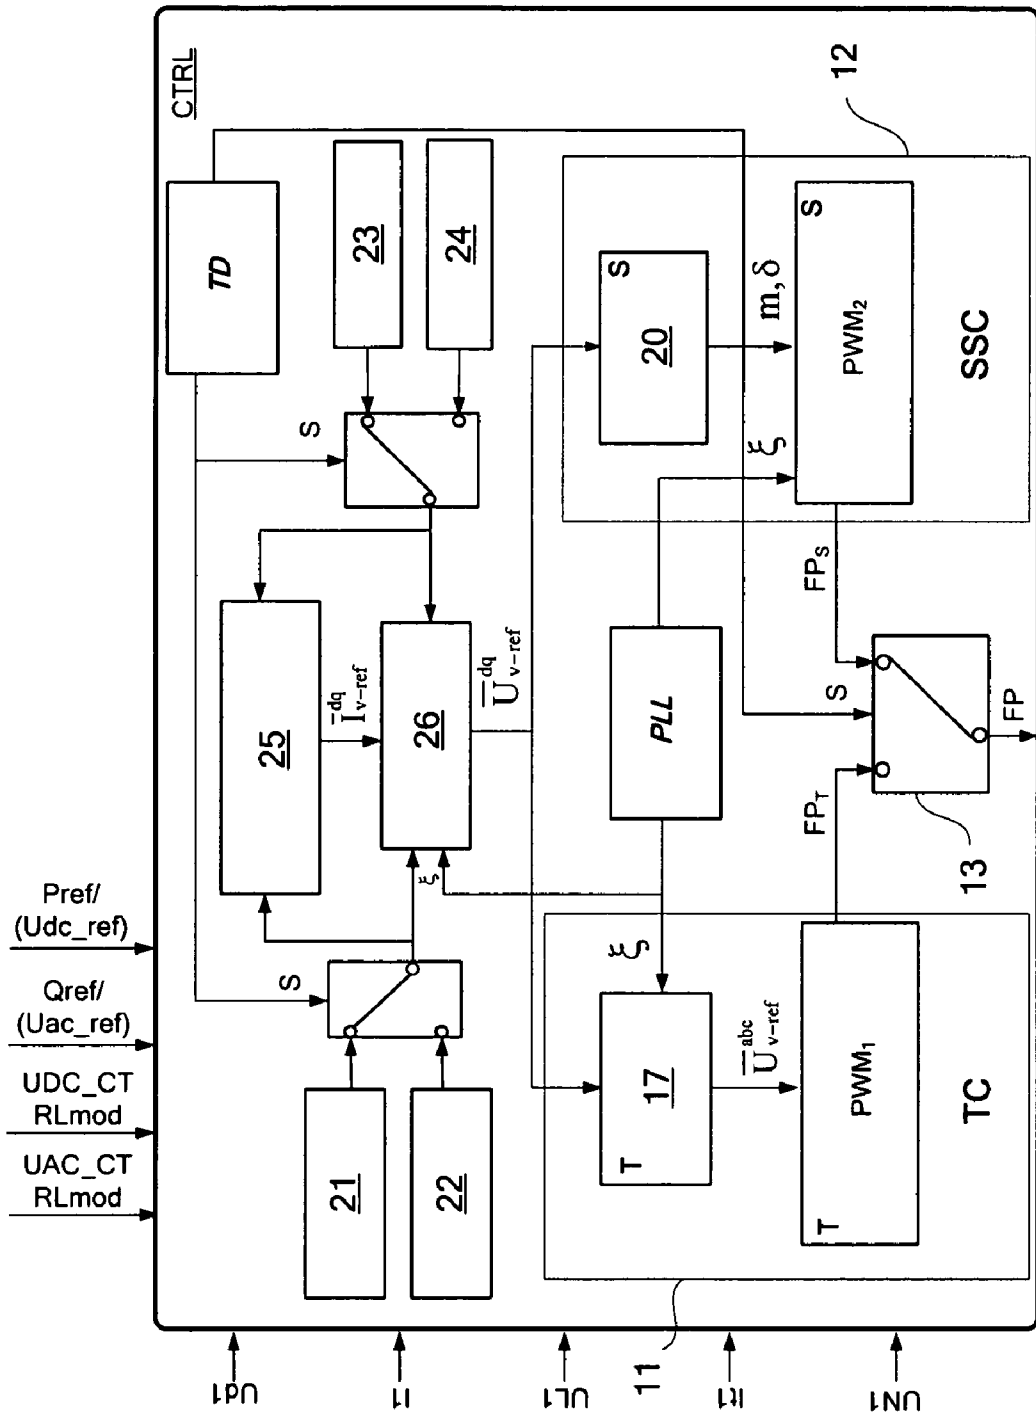 Pref/
(Udc_ref)
Qref/
(Uac_ref)
UDC_CT
RLmod
UAC_CT
RLmod
Ud1
I1
UL1
It1
UN1
CTRL
TD
S
S
21
22
23
24
25
I̅ dq v-ref
26
ξ
U̅ dq v-ref
PLL
ξ
ξ
T
17
U̅ abc v-ref
T
PWM1
TC
11
S
20
m,δ
S
PWM2
SSC
12
FPT
FPS
S
13
FP